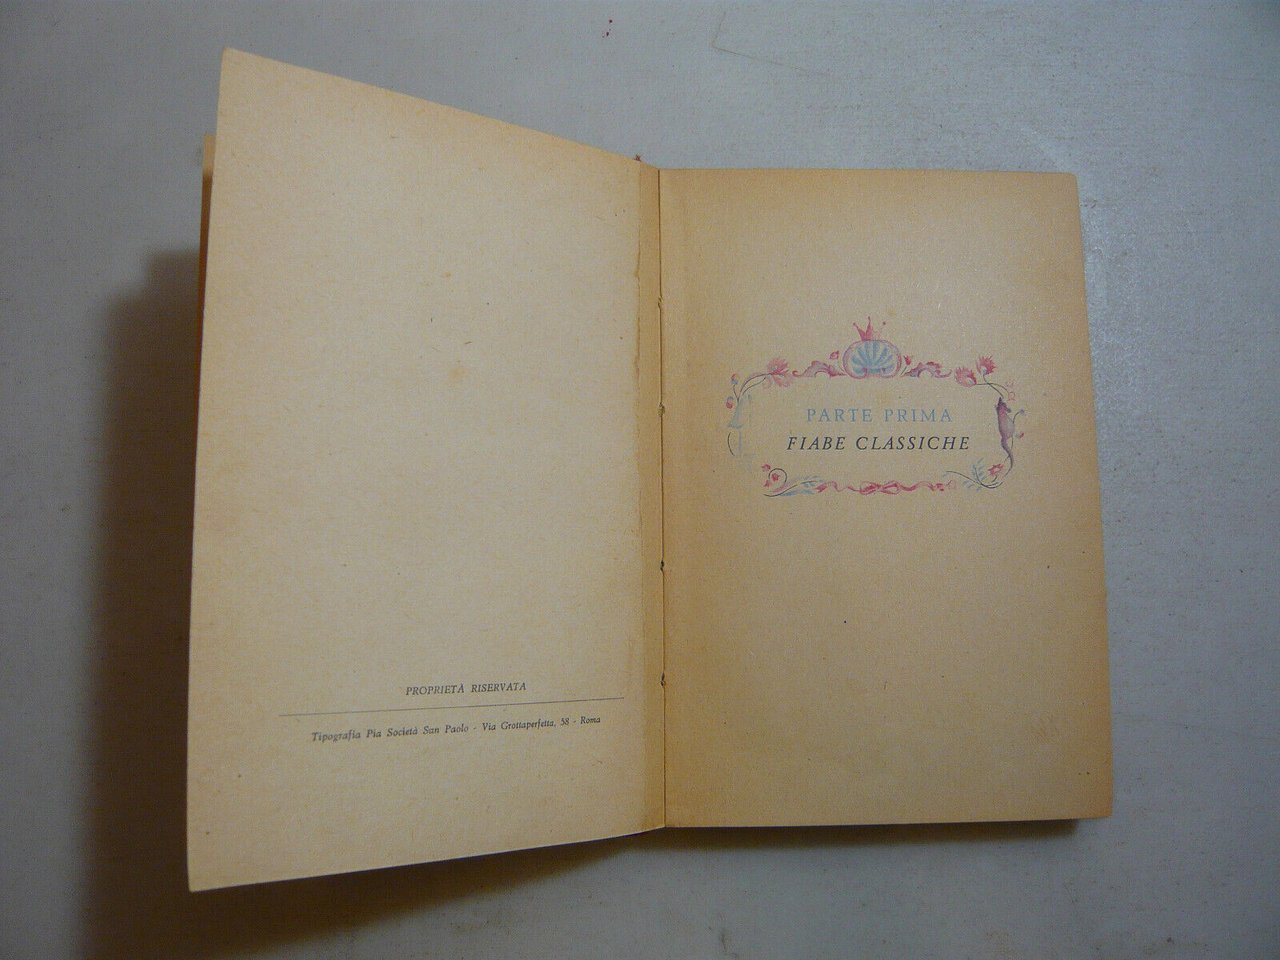 PROPRIETÀ RISERVATA
Tipografia Pia Società San Paolo - Via Grottaperfetta, 58 - Roma
PARTE PRIMA
FIABE CLASSICHE